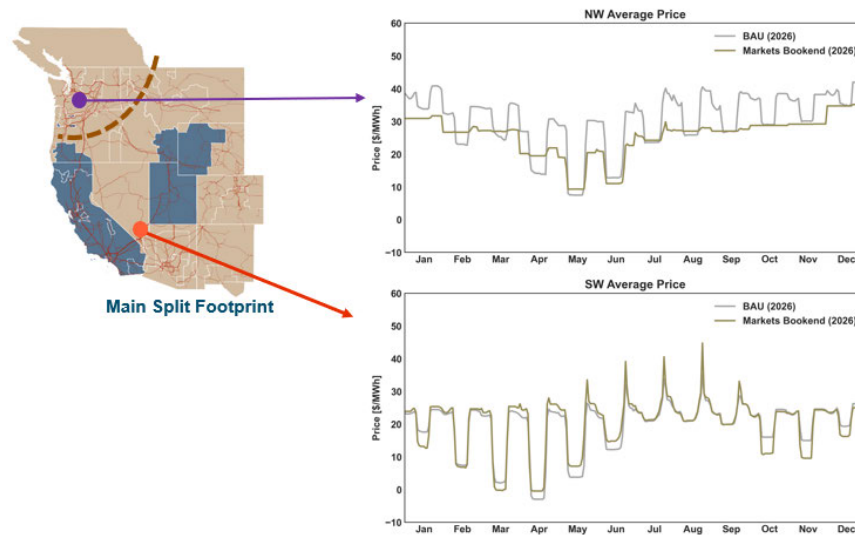 NW Average Price
60
50
40
30
20
10
0
−10
Price [$/MWh]
BAU (2026)
Markets Bookend (2026)
Jan Feb Mar Apr May Jun Jul Aug Sep Oct Nov Dec
Main Split Footprint
SW Average Price
60
50
40
30
20
10
0
−10
Price [$/MWh]
BAU (2026)
Markets Bookend (2026)
Jan Feb Mar Apr May Jun Jul Aug Sep Oct Nov Dec